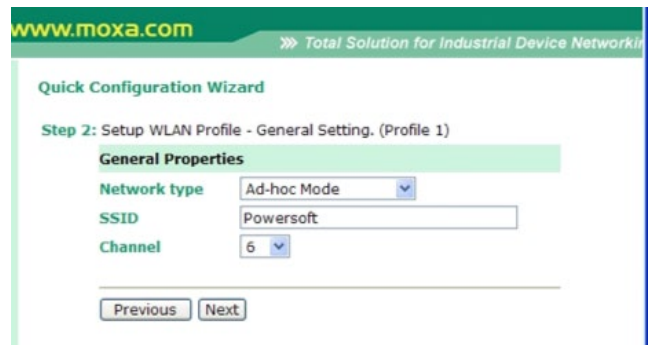 www.moxa.com
Total Solution for Industrial Device
Quick Configuration Wizard
Step 2: Setup WLAN Profile - General Setting. (Profile 1)
General Properties
Network type Ad-hoc Mode
SSID Powersoft
Channel 6
Previous Next